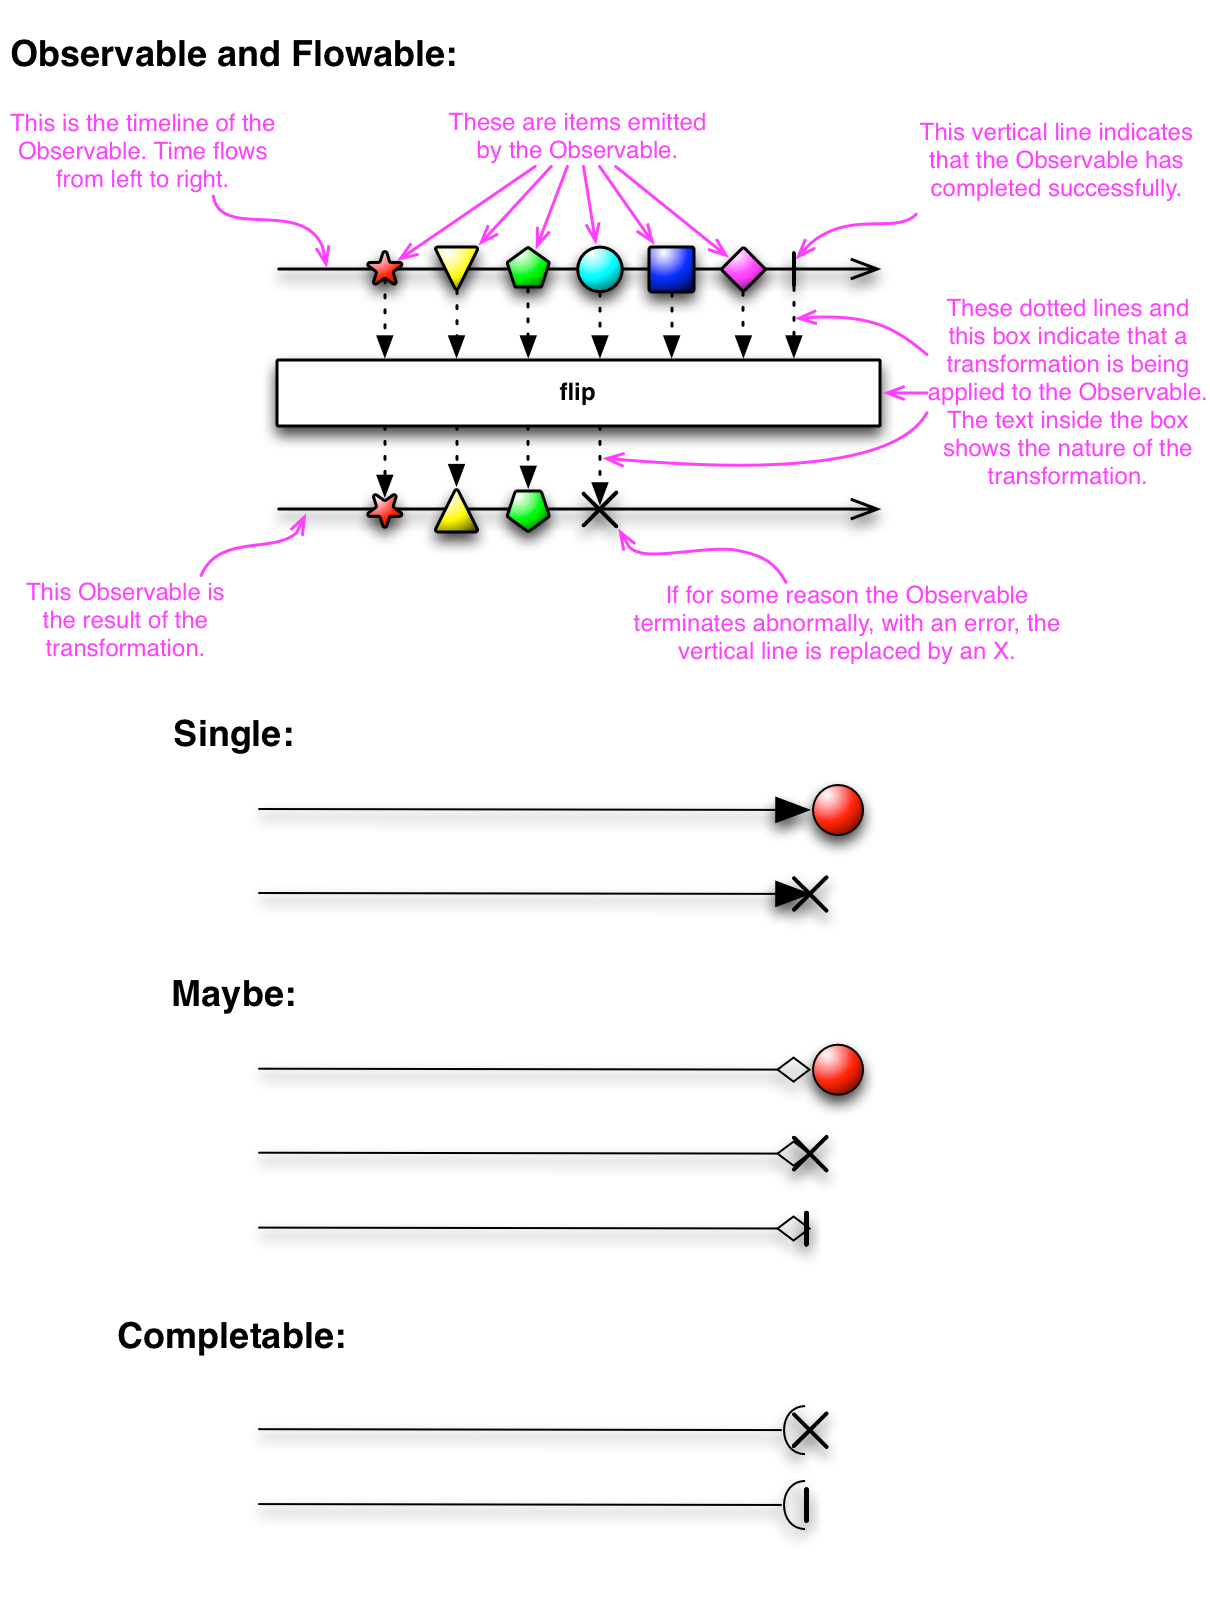 Observable and Flowable:
This is the timeline of the
Observable. Time flows
from left to right.
These are items emitted
by the Observable.
This vertical line indicates
that the Observable has
completed successfully.
These dotted lines and
this box indicate that a
transformation is being
applied to the Observable.
The text inside the box
shows the nature of the
transformation.
flip
This Observable is
the result of the
transformation.
If for some reason the Observable
terminates abnormally, with an error, the
vertical line is replaced by an X.
Single:
Maybe:
Completable: